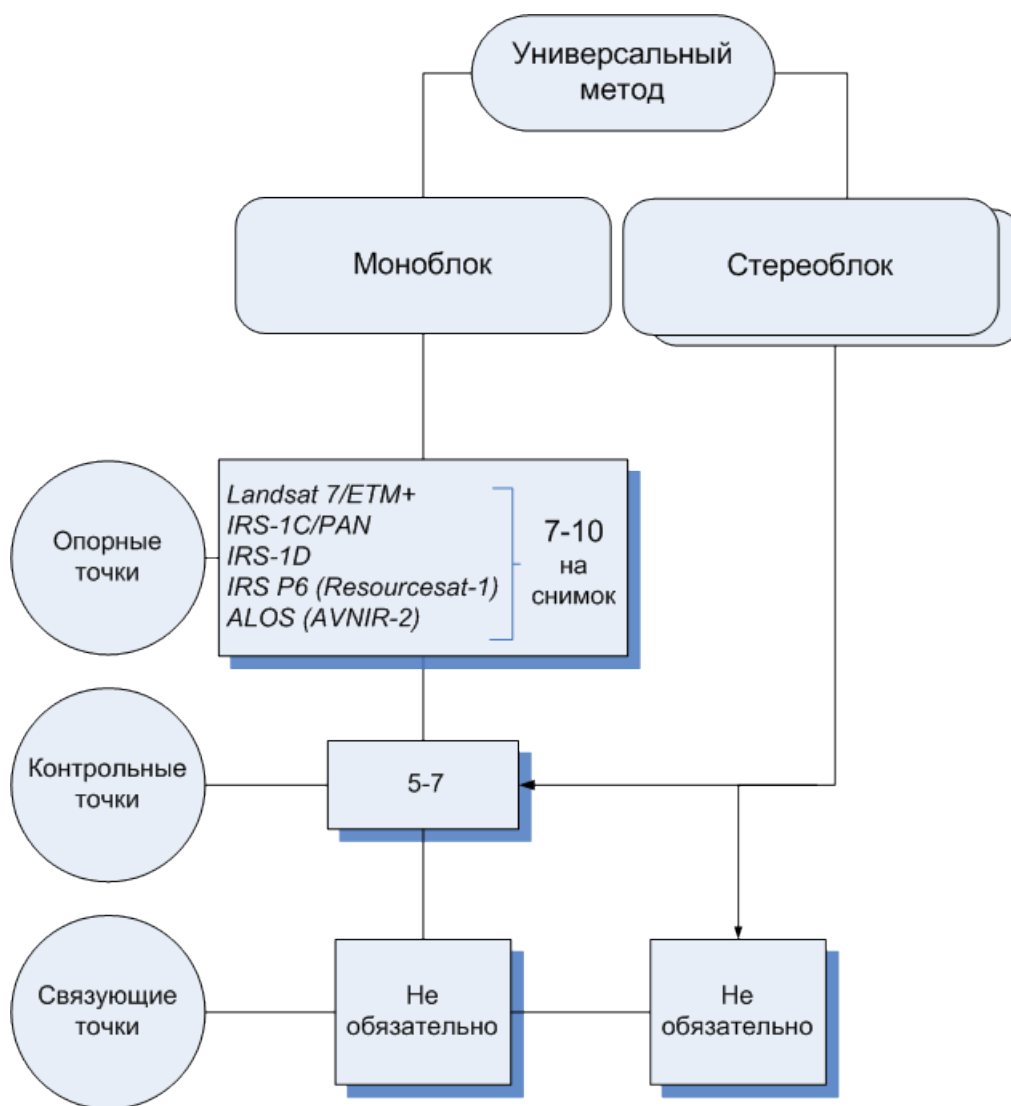 Универсальный
метод
Моноблок
Стереоблок
Опорные
точки
Landsat 7/ETM+
IRS-1C/PAN
IRS-1D
IRS P6 (Resourcesat-1)
ALOS (AVNIR-2)
7-10
на
снимок
Контрольные
точки
5-7
Связующие
точки
Не
обязательно
Не
обязательно